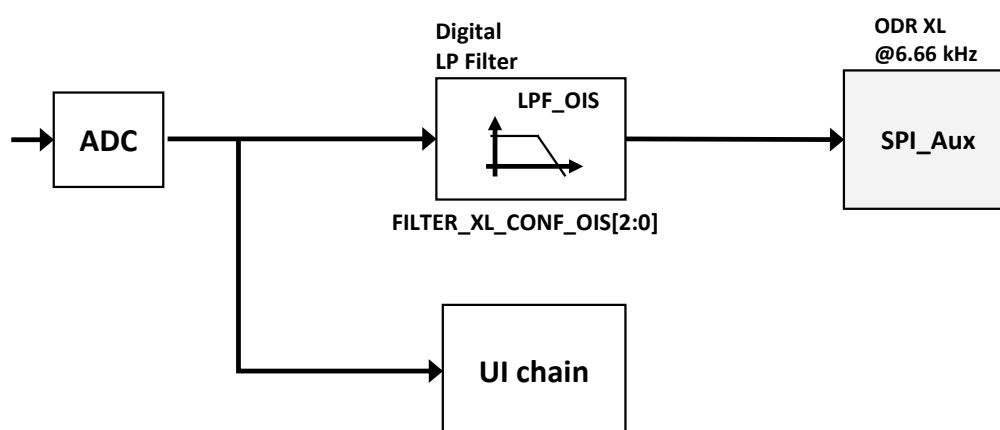 Digital
LP Filter
ODR XL
@6.66 kHz
ADC
LPF_OIS
SPI_Aux
FILTER_XL_CONF_OIS[2:0]
UI chain